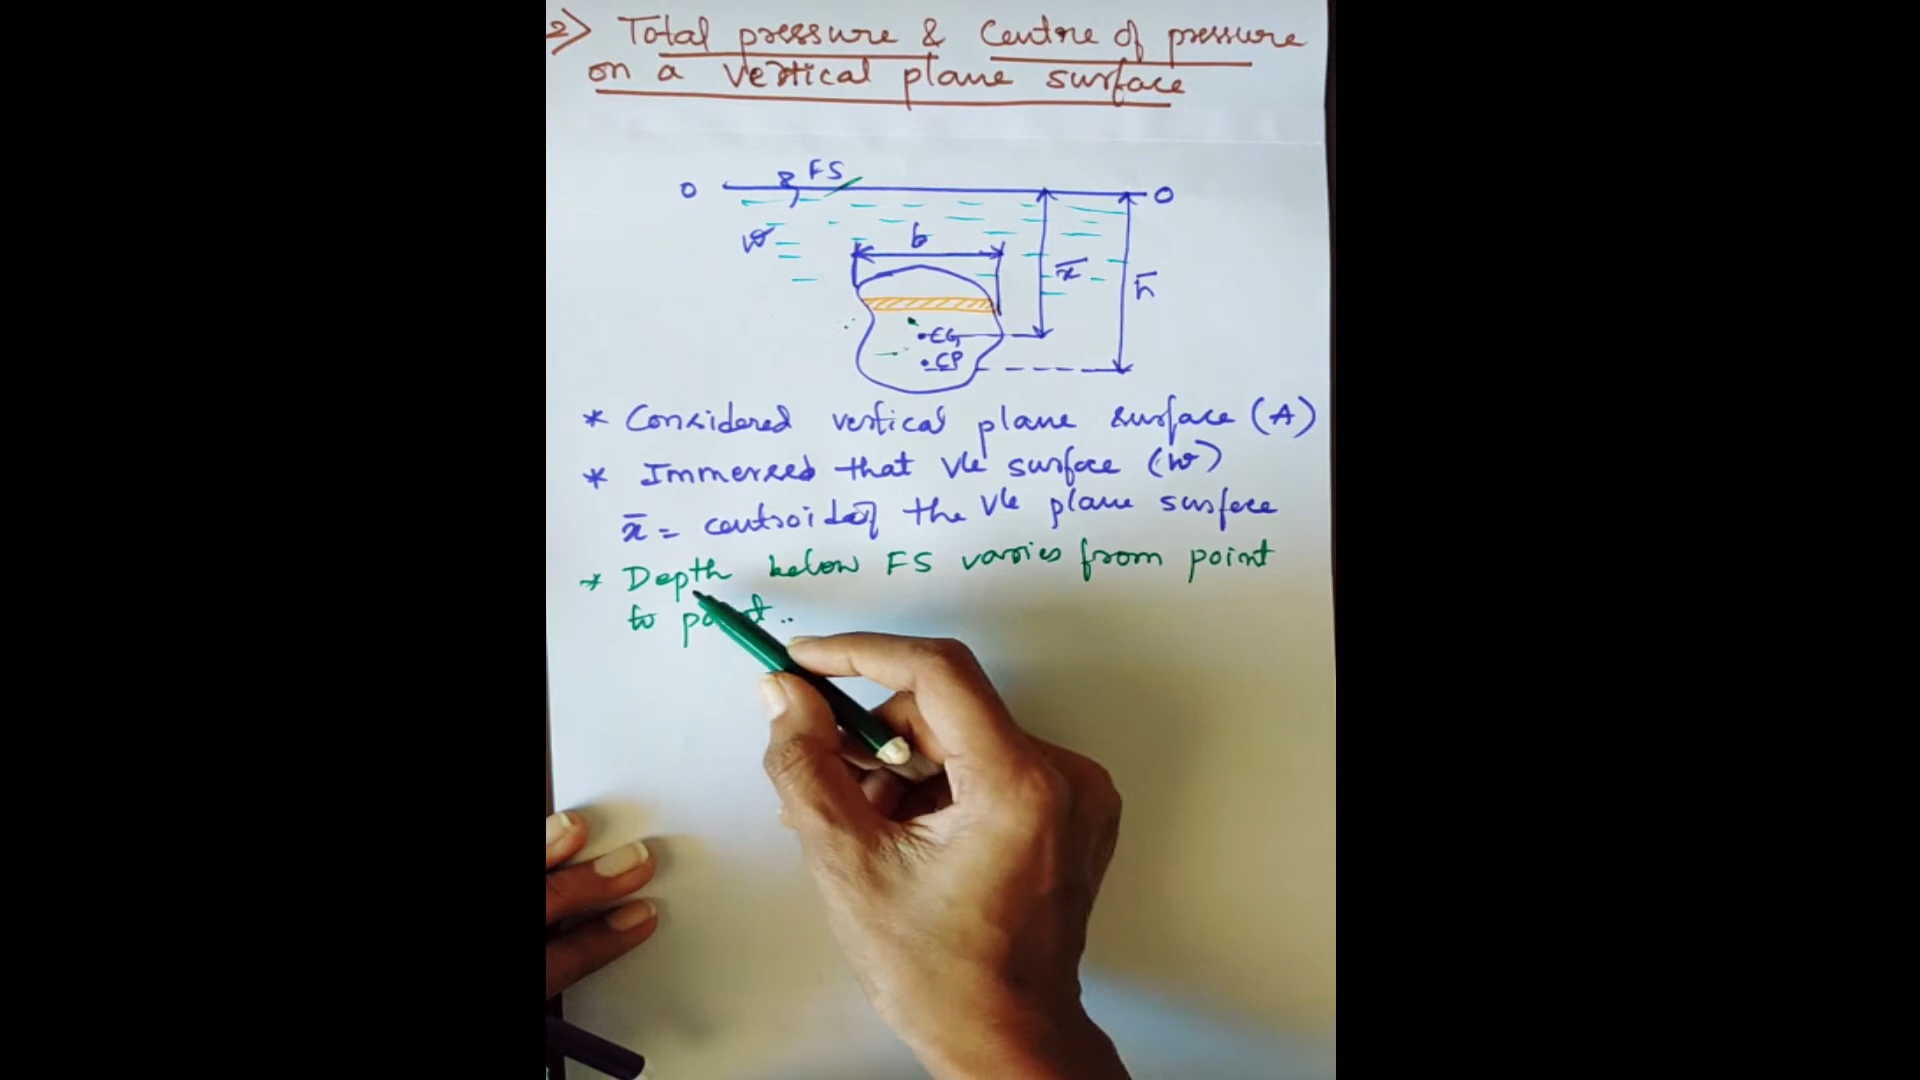 2> Total pressure & Centre of pressure
on a vertical plane surface
FS
O O
w
b
x̄
h̄
CG
CP
* Considered vertical plane surface (A)
* Immersed that Vle surface (w)
x̄ = centroid of the Vle plane surface
* Depth below FS varies from point
to point..